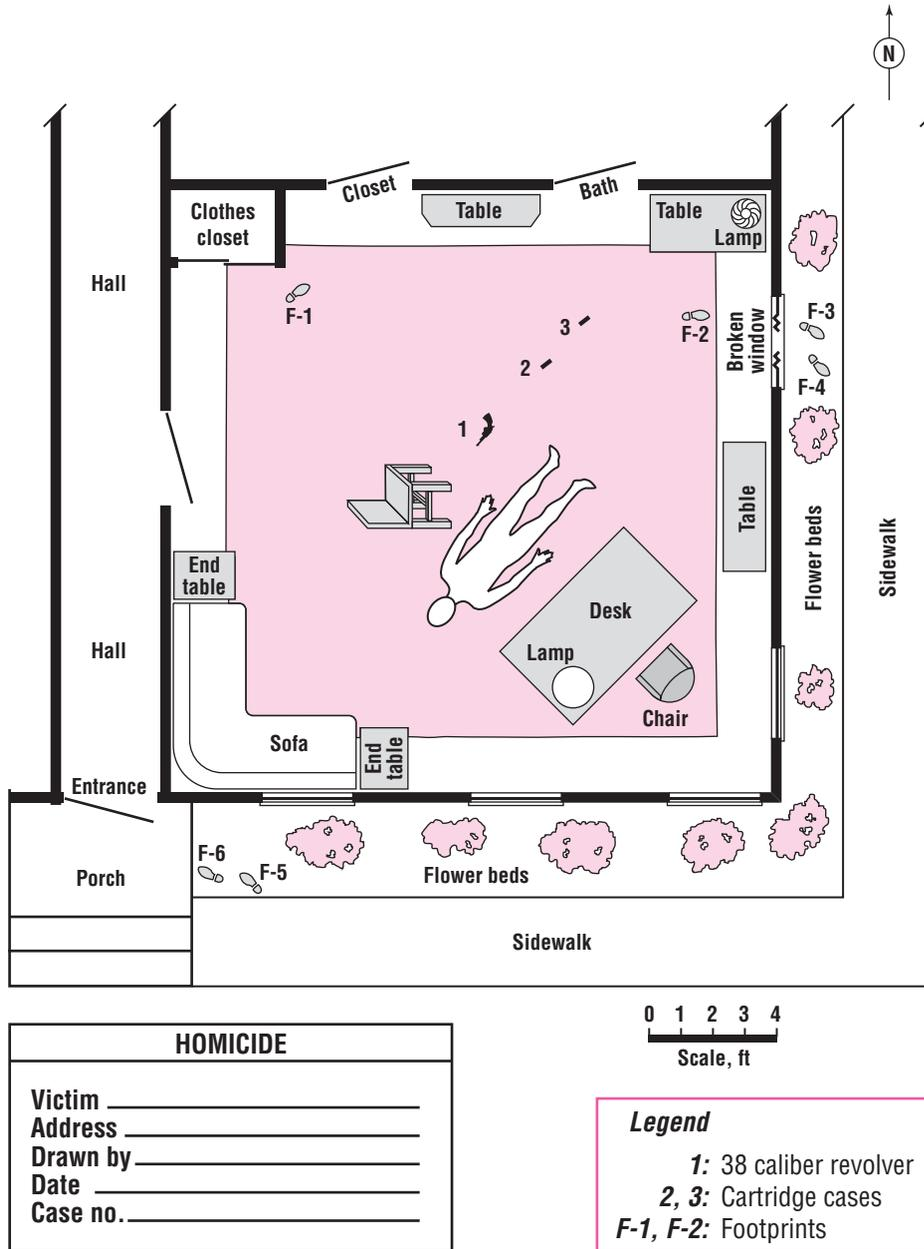 N
Closet
Bath
Clothes
closet
Table
Table
Lamp
Hall
F-1
3
F-2
Broken
window
F-3
2
F-4
1
Table
Flower beds
Sidewalk
End
table
Desk
Hall
Lamp
Chair
Sofa
End
table
Entrance
F-6
F-5
Porch
Flower beds
Sidewalk
0 1 2 3 4
Scale, ft
HOMICIDE
Victim
Address
Drawn by
Date
Case no.
Legend
1: 38 caliber revolver
2, 3: Cartridge cases
F-1, F-2: Footprints